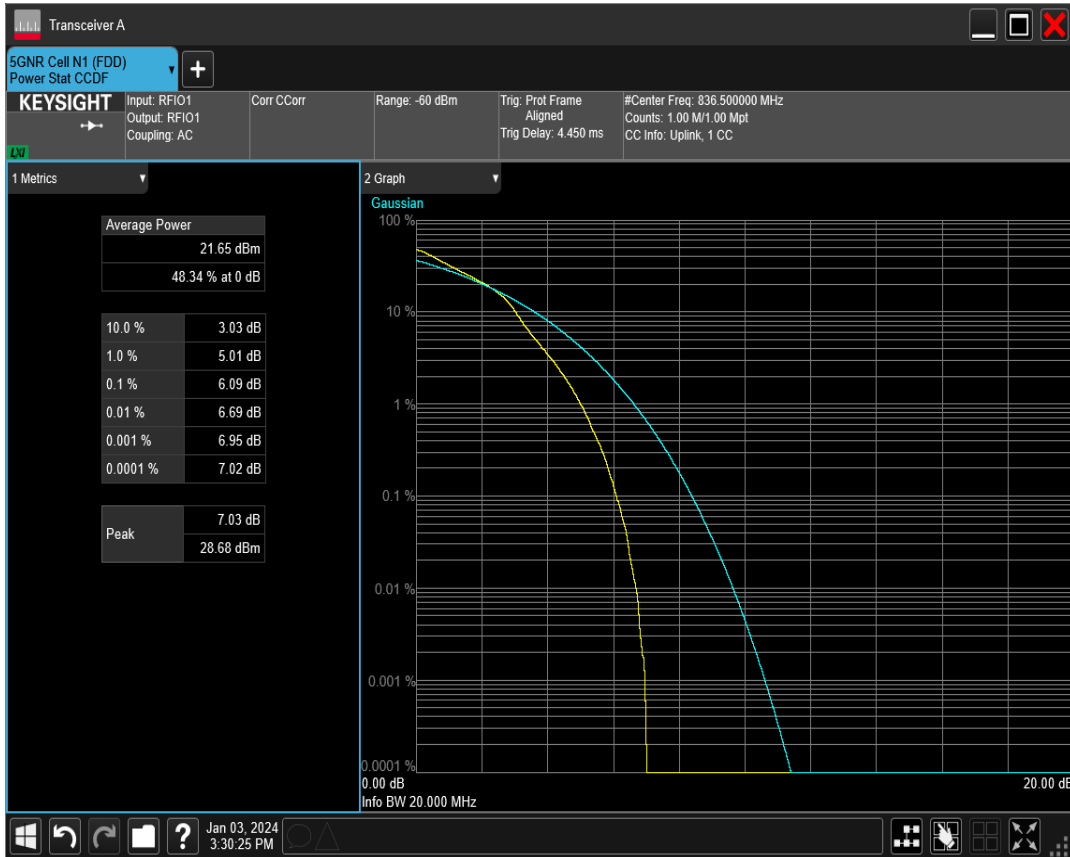 Transceiver A
5GNR Cell N1 (FDD)
Power Stat CCDF
KEYSIGHT
LXI
Input: RFIO1
Output: RFIO1
Coupling: AC
Corr CCorr
Range: -60 dBm
Trig: Prot Frame
Aligned
Trig Delay: 4.450 ms
#Center Freq: 836.500000 MHz
Counts: 1.00 M/1.00 Mpt
CC Info: Uplink, 1 CC
1 Metrics
Average Power
21.65 dBm
48.34 % at 0 dB
10.0 % 3.03 dB
1.0 % 5.01 dB
0.1 % 6.09 dB
0.01 % 6.69 dB
0.001 % 6.95 dB
0.0001 % 7.02 dB
Peak 7.03 dB
28.68 dBm
2 Graph
Gaussian
100 %
10 %
1 %
0.1 %
0.01 %
0.001 %
0.0001 %
0.00 dB 20.00 dB
Info BW 20.000 MHz
Jan 03, 2024
3:30:25 PM